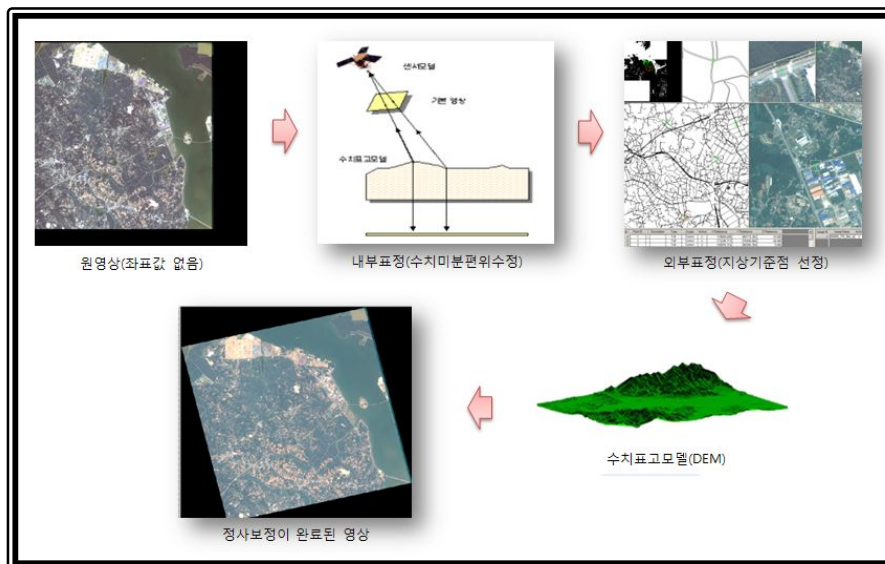 센서모델
기본 영상
수치표고모델
원영상(좌표값 없음)
내부표정(수치미분편위수정)
외부표정(지상기준점 선정)
수치표고모델(DEM)
정사보정이 완료된 영상